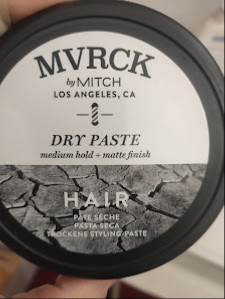 MVRCK
by MITCH
LOS ANGELES, CA
DRY PASTE
medium hold + matte finish
HAIR
PÂTE SÈCHE
PASTA SECA
TROCKENE STYLING-PASTE